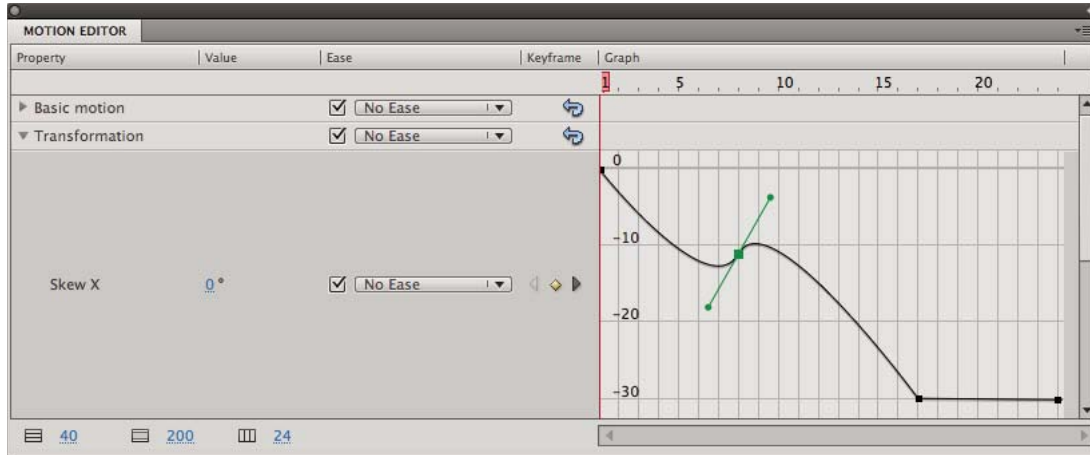 MOTION EDITOR
Property Value Ease Keyframe Graph
1 5 10 15 20
Basic motion No Ease
Transformation No Ease
0
-10
Skew X 0° No Ease
-20
-30
40 200 24